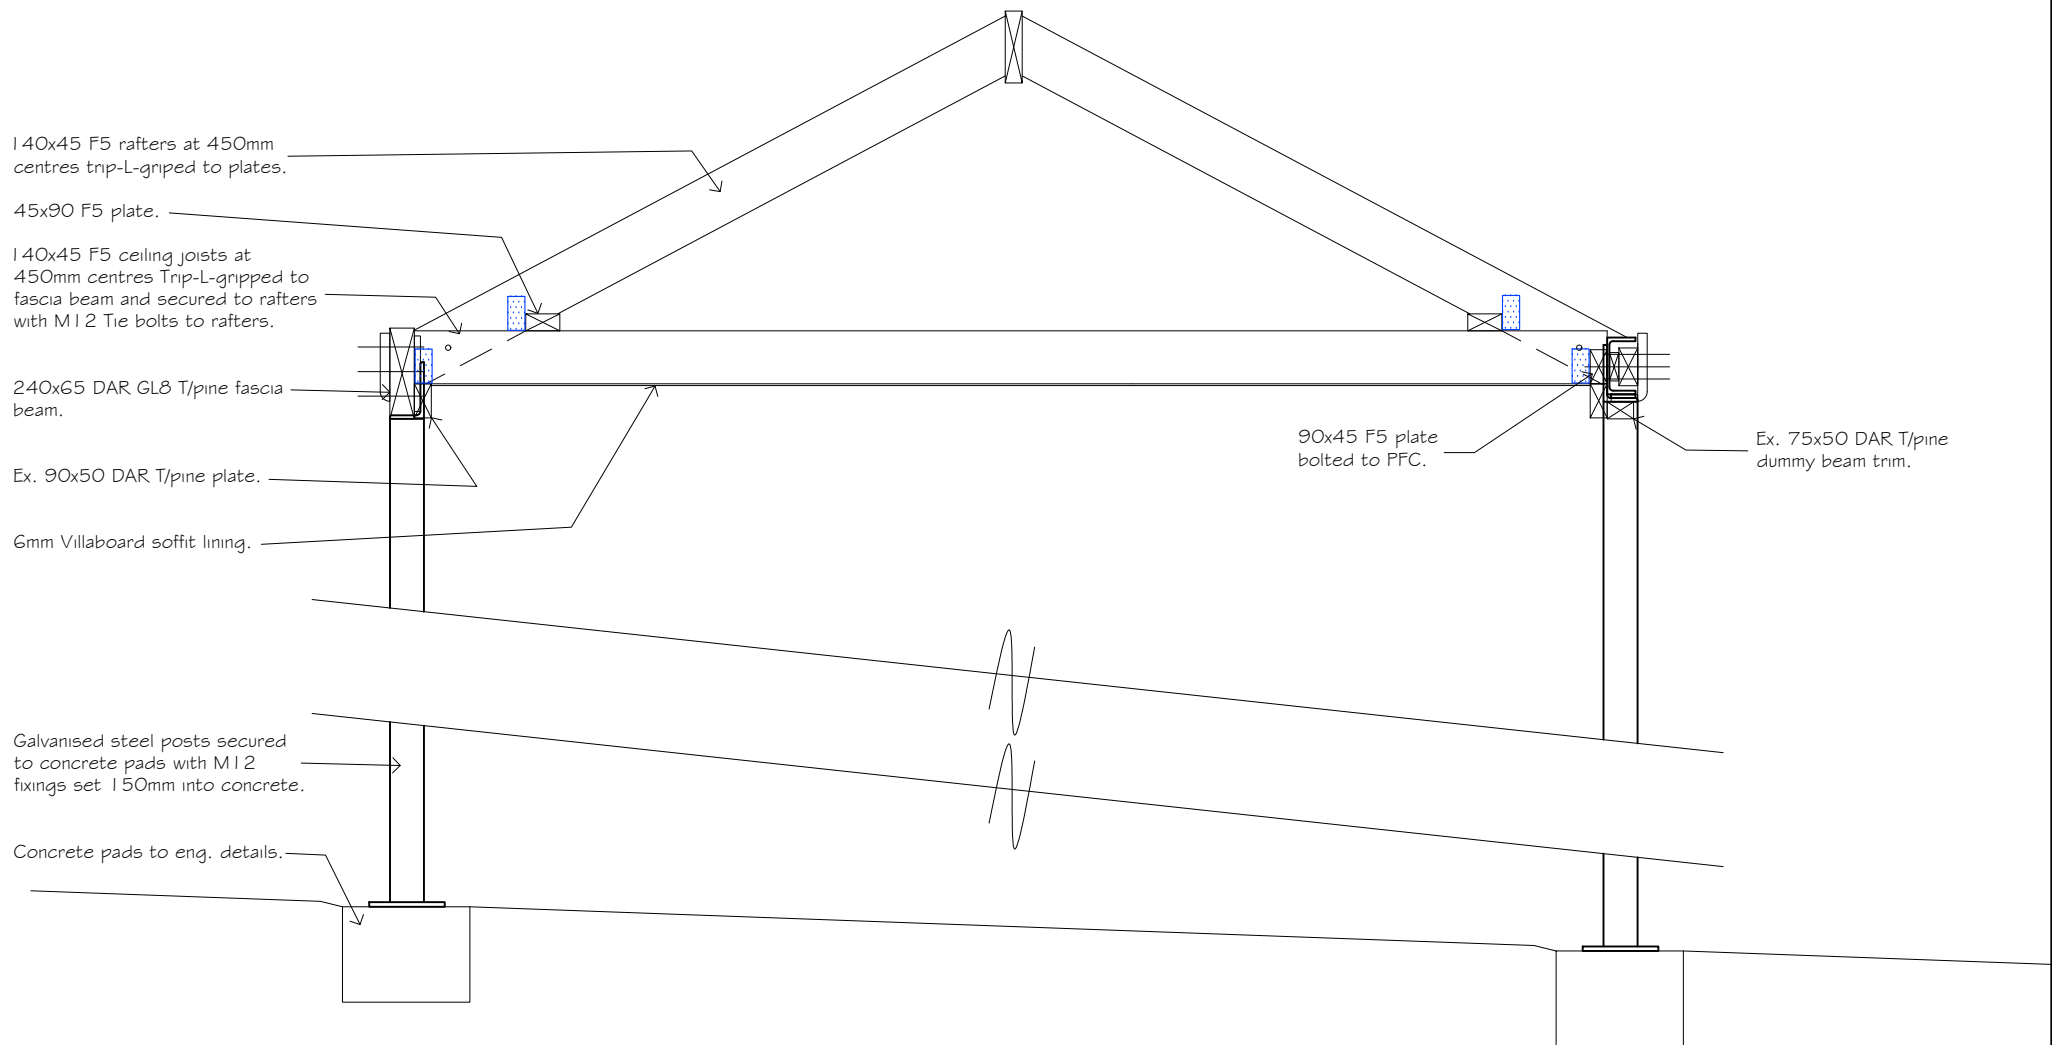 140x45 F5 rafters at 450mm
centres trip-L-griped to plates.
45x90 F5 plate.
140x45 F5 ceiling joists at
450mm centres Trip-L-gripped to
fascia beam and secured to rafters
with M12 Tie bolts to rafters.
240x65 DAR GL8 T/pine fascia
beam.
Ex. 90x50 DAR T/pine plate.
6mm Villaboard soffit lining.
90x45 F5 plate
bolted to PFC.
Ex. 75x50 DAR T/pine
dummy beam trim.
Galvanised steel posts secured
to concrete pads with M12
fixings set 150mm into concrete.
Concrete pads to eng. details.